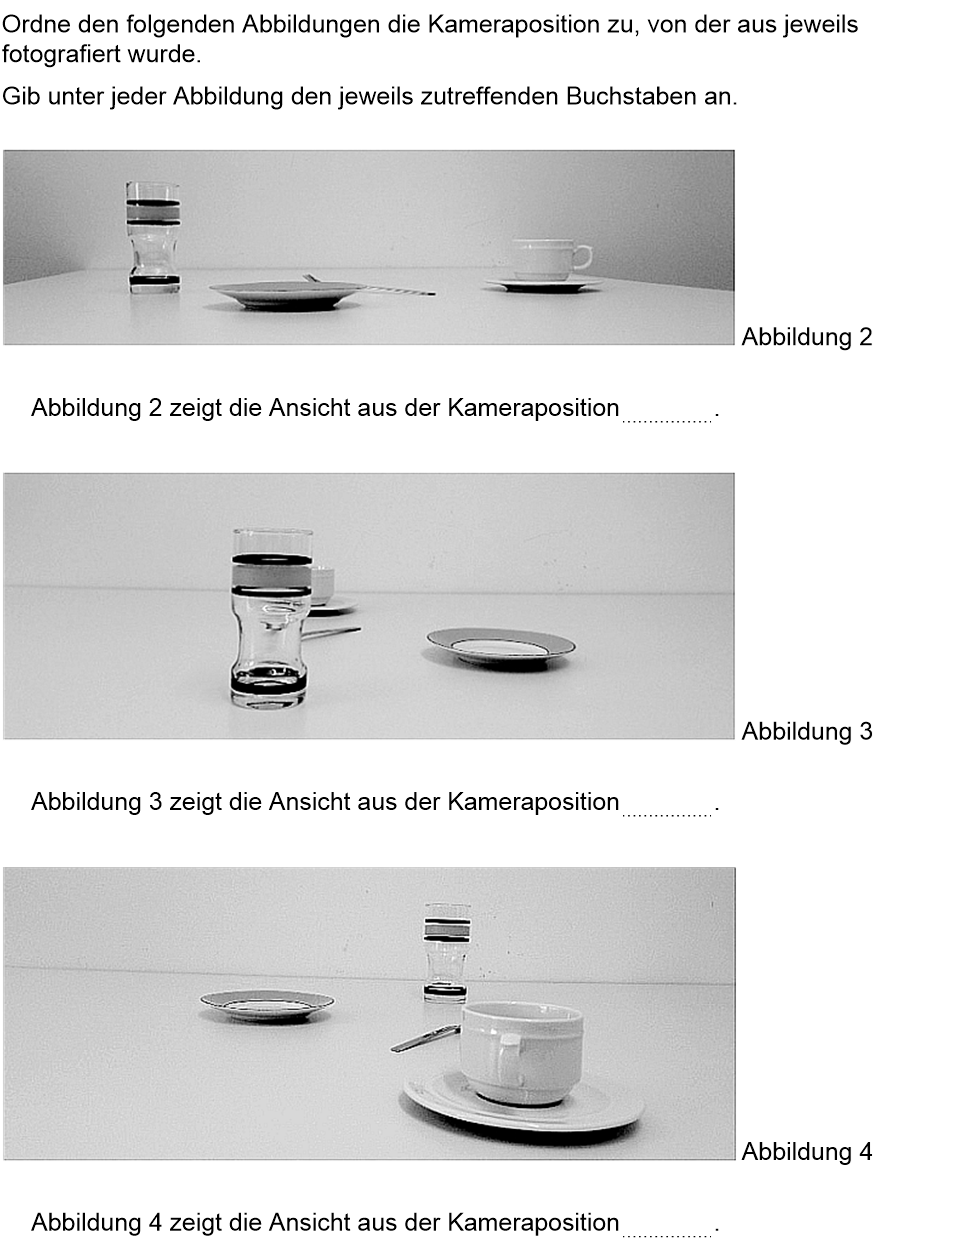 Ordne den folgenden Abbildungen die Kameraposition zu, von der aus jeweils
fotografiert wurde.
Gib unter jeder Abbildung den jeweils zutreffenden Buchstaben an.
Abbildung 2
Abbildung 2 zeigt die Ansicht aus der Kameraposition ................ .
Abbildung 3
Abbildung 3 zeigt die Ansicht aus der Kameraposition ................ .
Abbildung 4
Abbildung 4 zeigt die Ansicht aus der Kameraposition ................ .